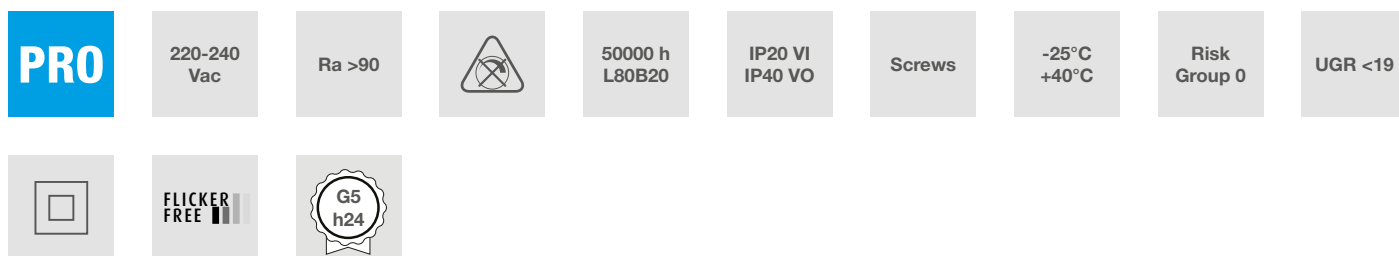 PRO
220-240
Vac
Ra >90
50000 h
L80B20
IP20 VI
IP40 VO
Screws
-25°C
+40°C
Risk
Group 0
UGR <19
FLICKER
FREE
G5
h24